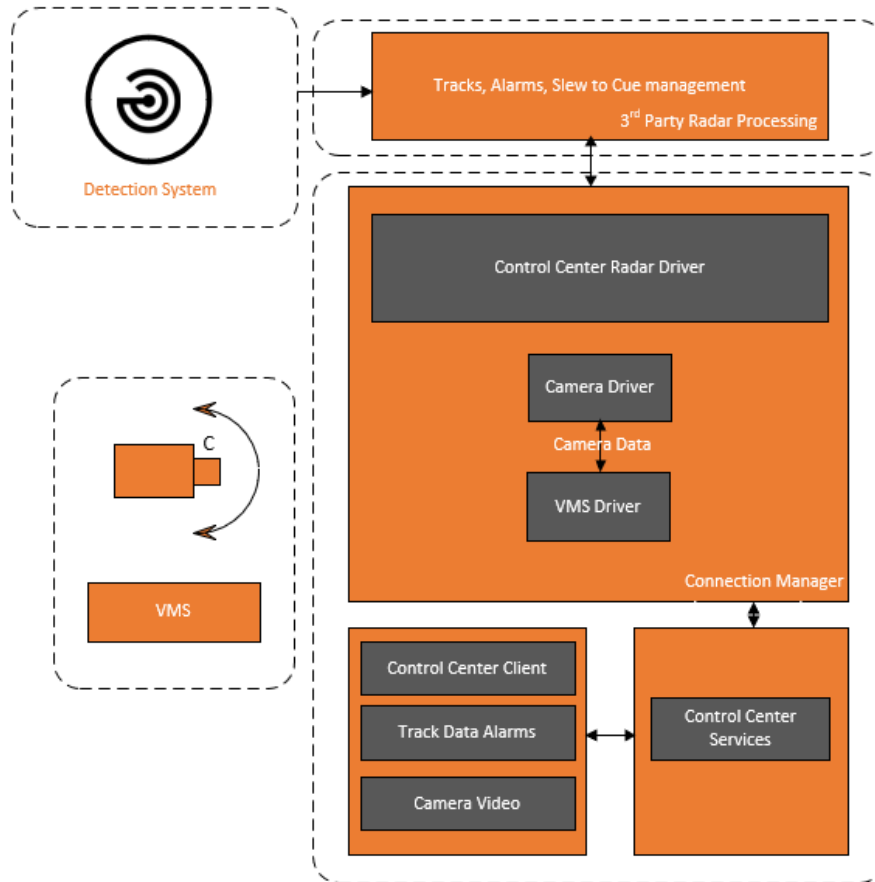 Tracks, Alarms, Slew to Cue management
3rd Party Radar Processing
Detection System
Control Center Radar Driver
Camera Driver
Camera Data
VMS Driver
Connection Manager
C
VMS
Control Center Client
Track Data Alarms
Camera Video
Control Center
Services